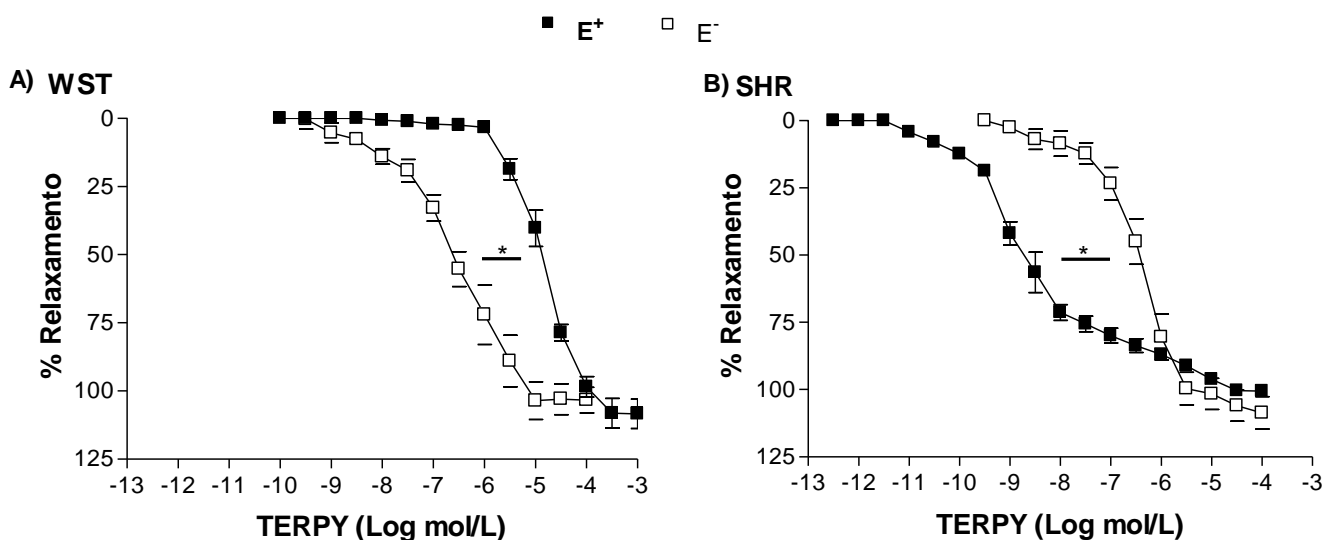 E⁺ E⁻
A) WST
% Relaxamento
0
25
50
75
100
125
*
-13 -12 -11 -10 -9 -8 -7 -6 -5 -4 -3
TERPY (Log mol/L)
B) SHR
% Relaxamento
0
25
50
75
100
125
*
-13 -12 -11 -10 -9 -8 -7 -6 -5 -4 -3
TERPY (Log mol/L)